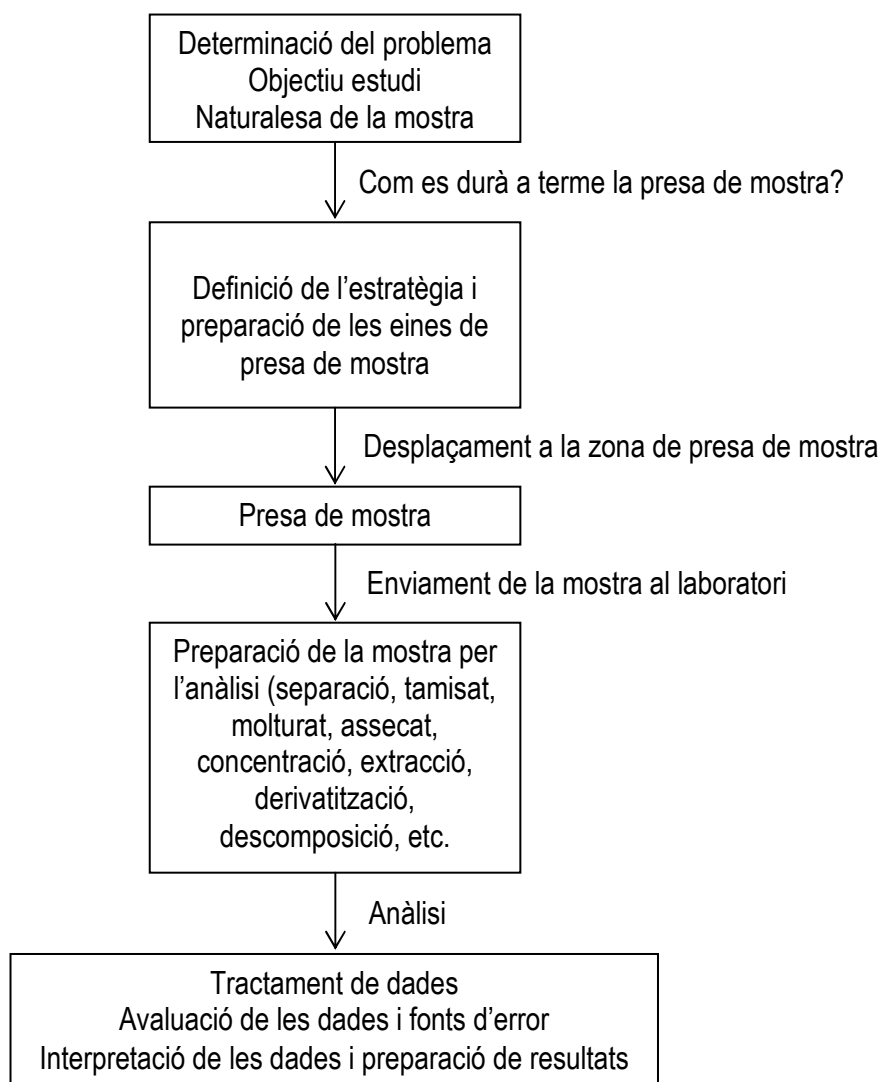 Determinació del problema
Objectiu estudi
Naturalesa de la mostra
Com es durà a terme la presa de mostra?
Definició de l’estratègia i
preparació de les eines de
presa de mostra
Desplaçament a la zona de presa de mostra
Presa de mostra
Enviament de la mostra al laboratori
Preparació de la mostra per
l’anàlisi (separació, tamisat,
molturat, assecat,
concentració, extracció,
derivatització,
descomposició, etc.
Anàlisi
Tractament de dades
Avaluació de les dades i fonts d’error
Interpretació de les dades i preparació de resultats